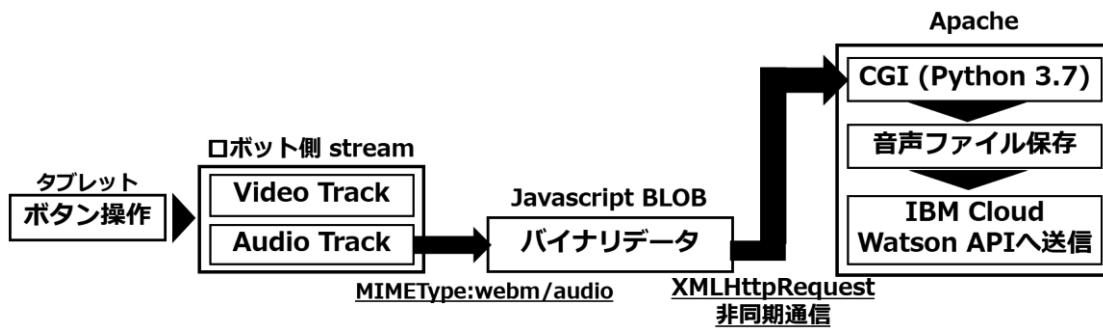 タブレット
ボタン操作
ロボット側 stream
Video Track
Audio Track
MIMEType:webm/audio
Javascript BLOB
バイナリデータ
XMLHttpRequest
非同期通信
Apache
CGI (Python 3.7)
音声ファイル保存
IBM Cloud
Watson APIへ送信